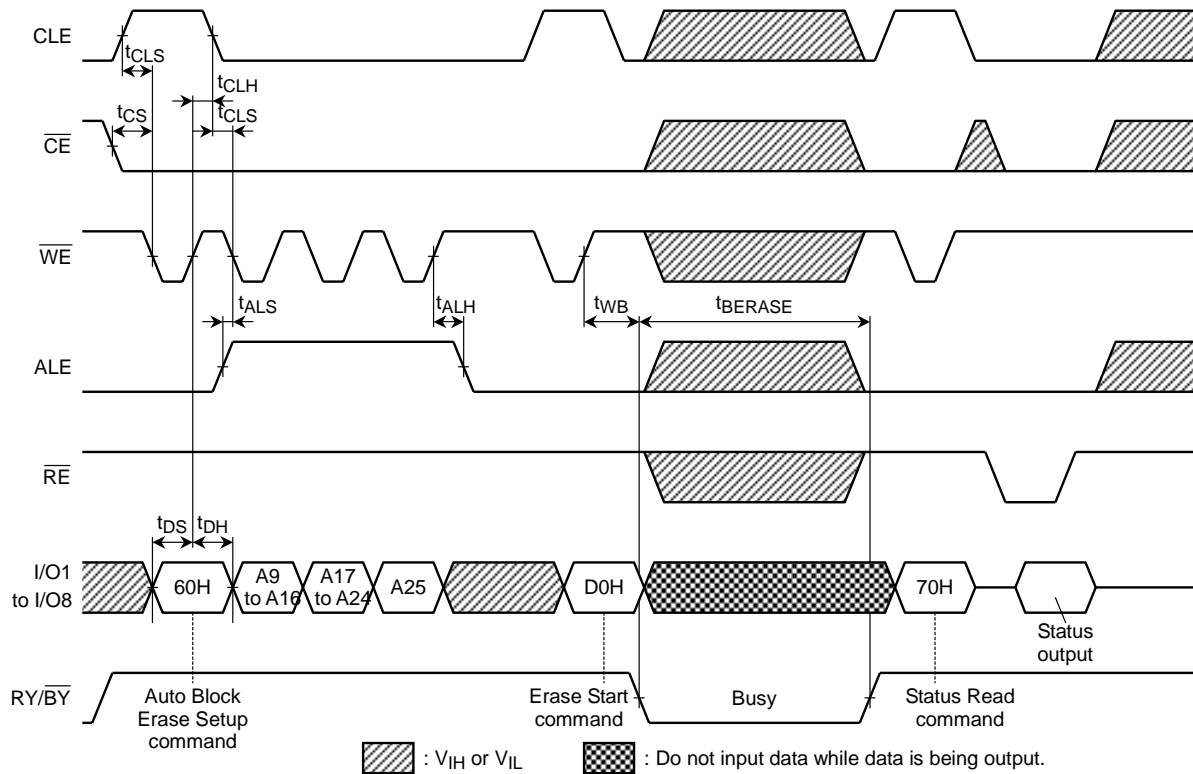 CLE
tCLS
tCLH
tCS
tCLS
CE
WE
tALS
tALH
tWB
tBERASE
ALE
RE
tDS
tDH
I/O1
to I/O8
60H
A9
to A16
A17
to A24
A25
D0H
70H
Status
output
RY/BY
Auto Block
Erase Setup
command
Erase Start
command
Busy
Status Read
command
: VIH or VIL
: Do not input data while data is being output.